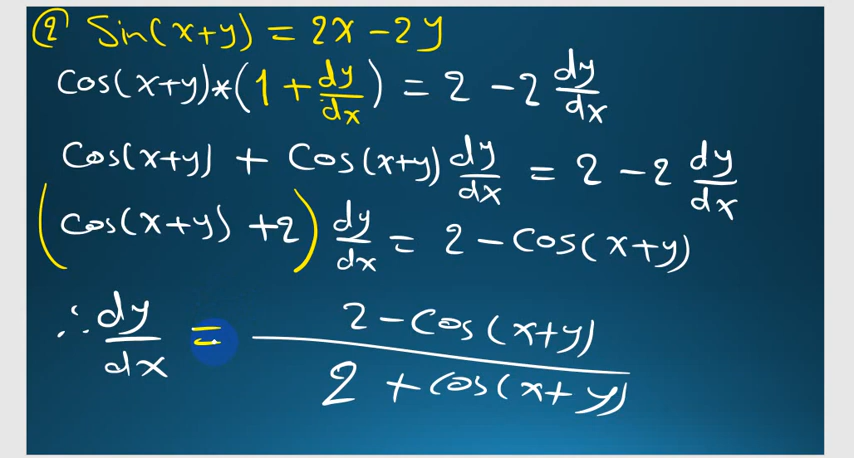 ② Sin(x+y) = 2x - 2y
Cos(x+y)*(1 + dy/dx) = 2 - 2 dy/dx
Cos(x+y) + Cos(x+y) dy/dx = 2 - 2 dy/dx
(Cos(x+y) + 2) dy/dx = 2 - Cos(x+y)
∴ dy/dx = (2 - Cos(x+y))/(2 + Cos(x+y))